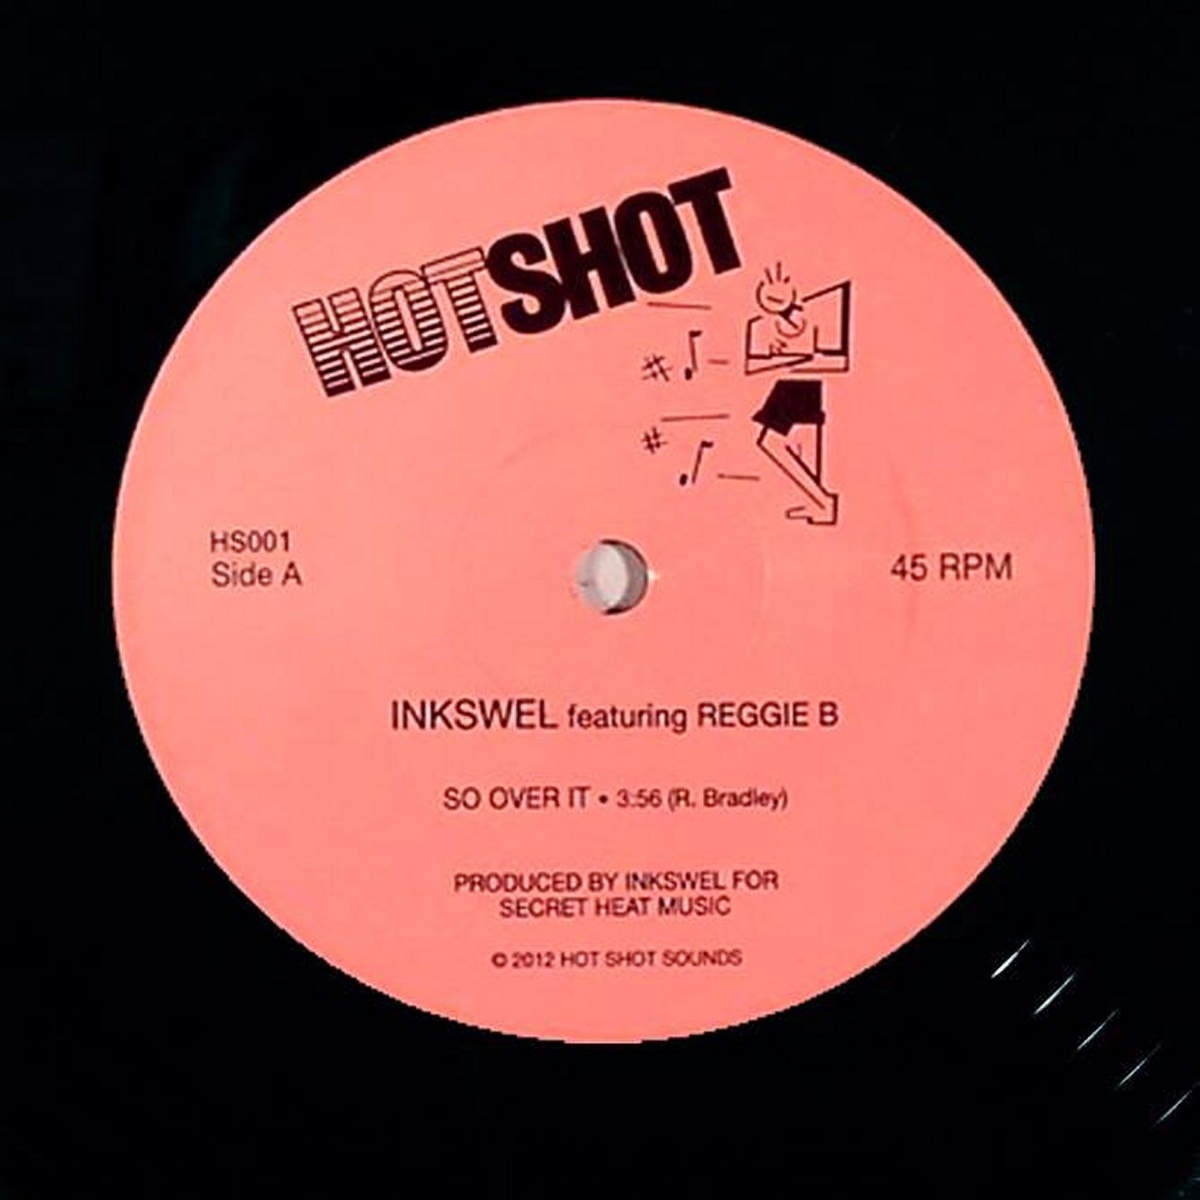 HOTSHOT
HS001
Side A
45 RPM
INKSWEL featuring REGGIE B
SO OVER IT • 3:56 (R. Bradley)
PRODUCED BY INKSWEL FOR
SECRET HEAT MUSIC
© 2012 HOT SHOT SOUNDS